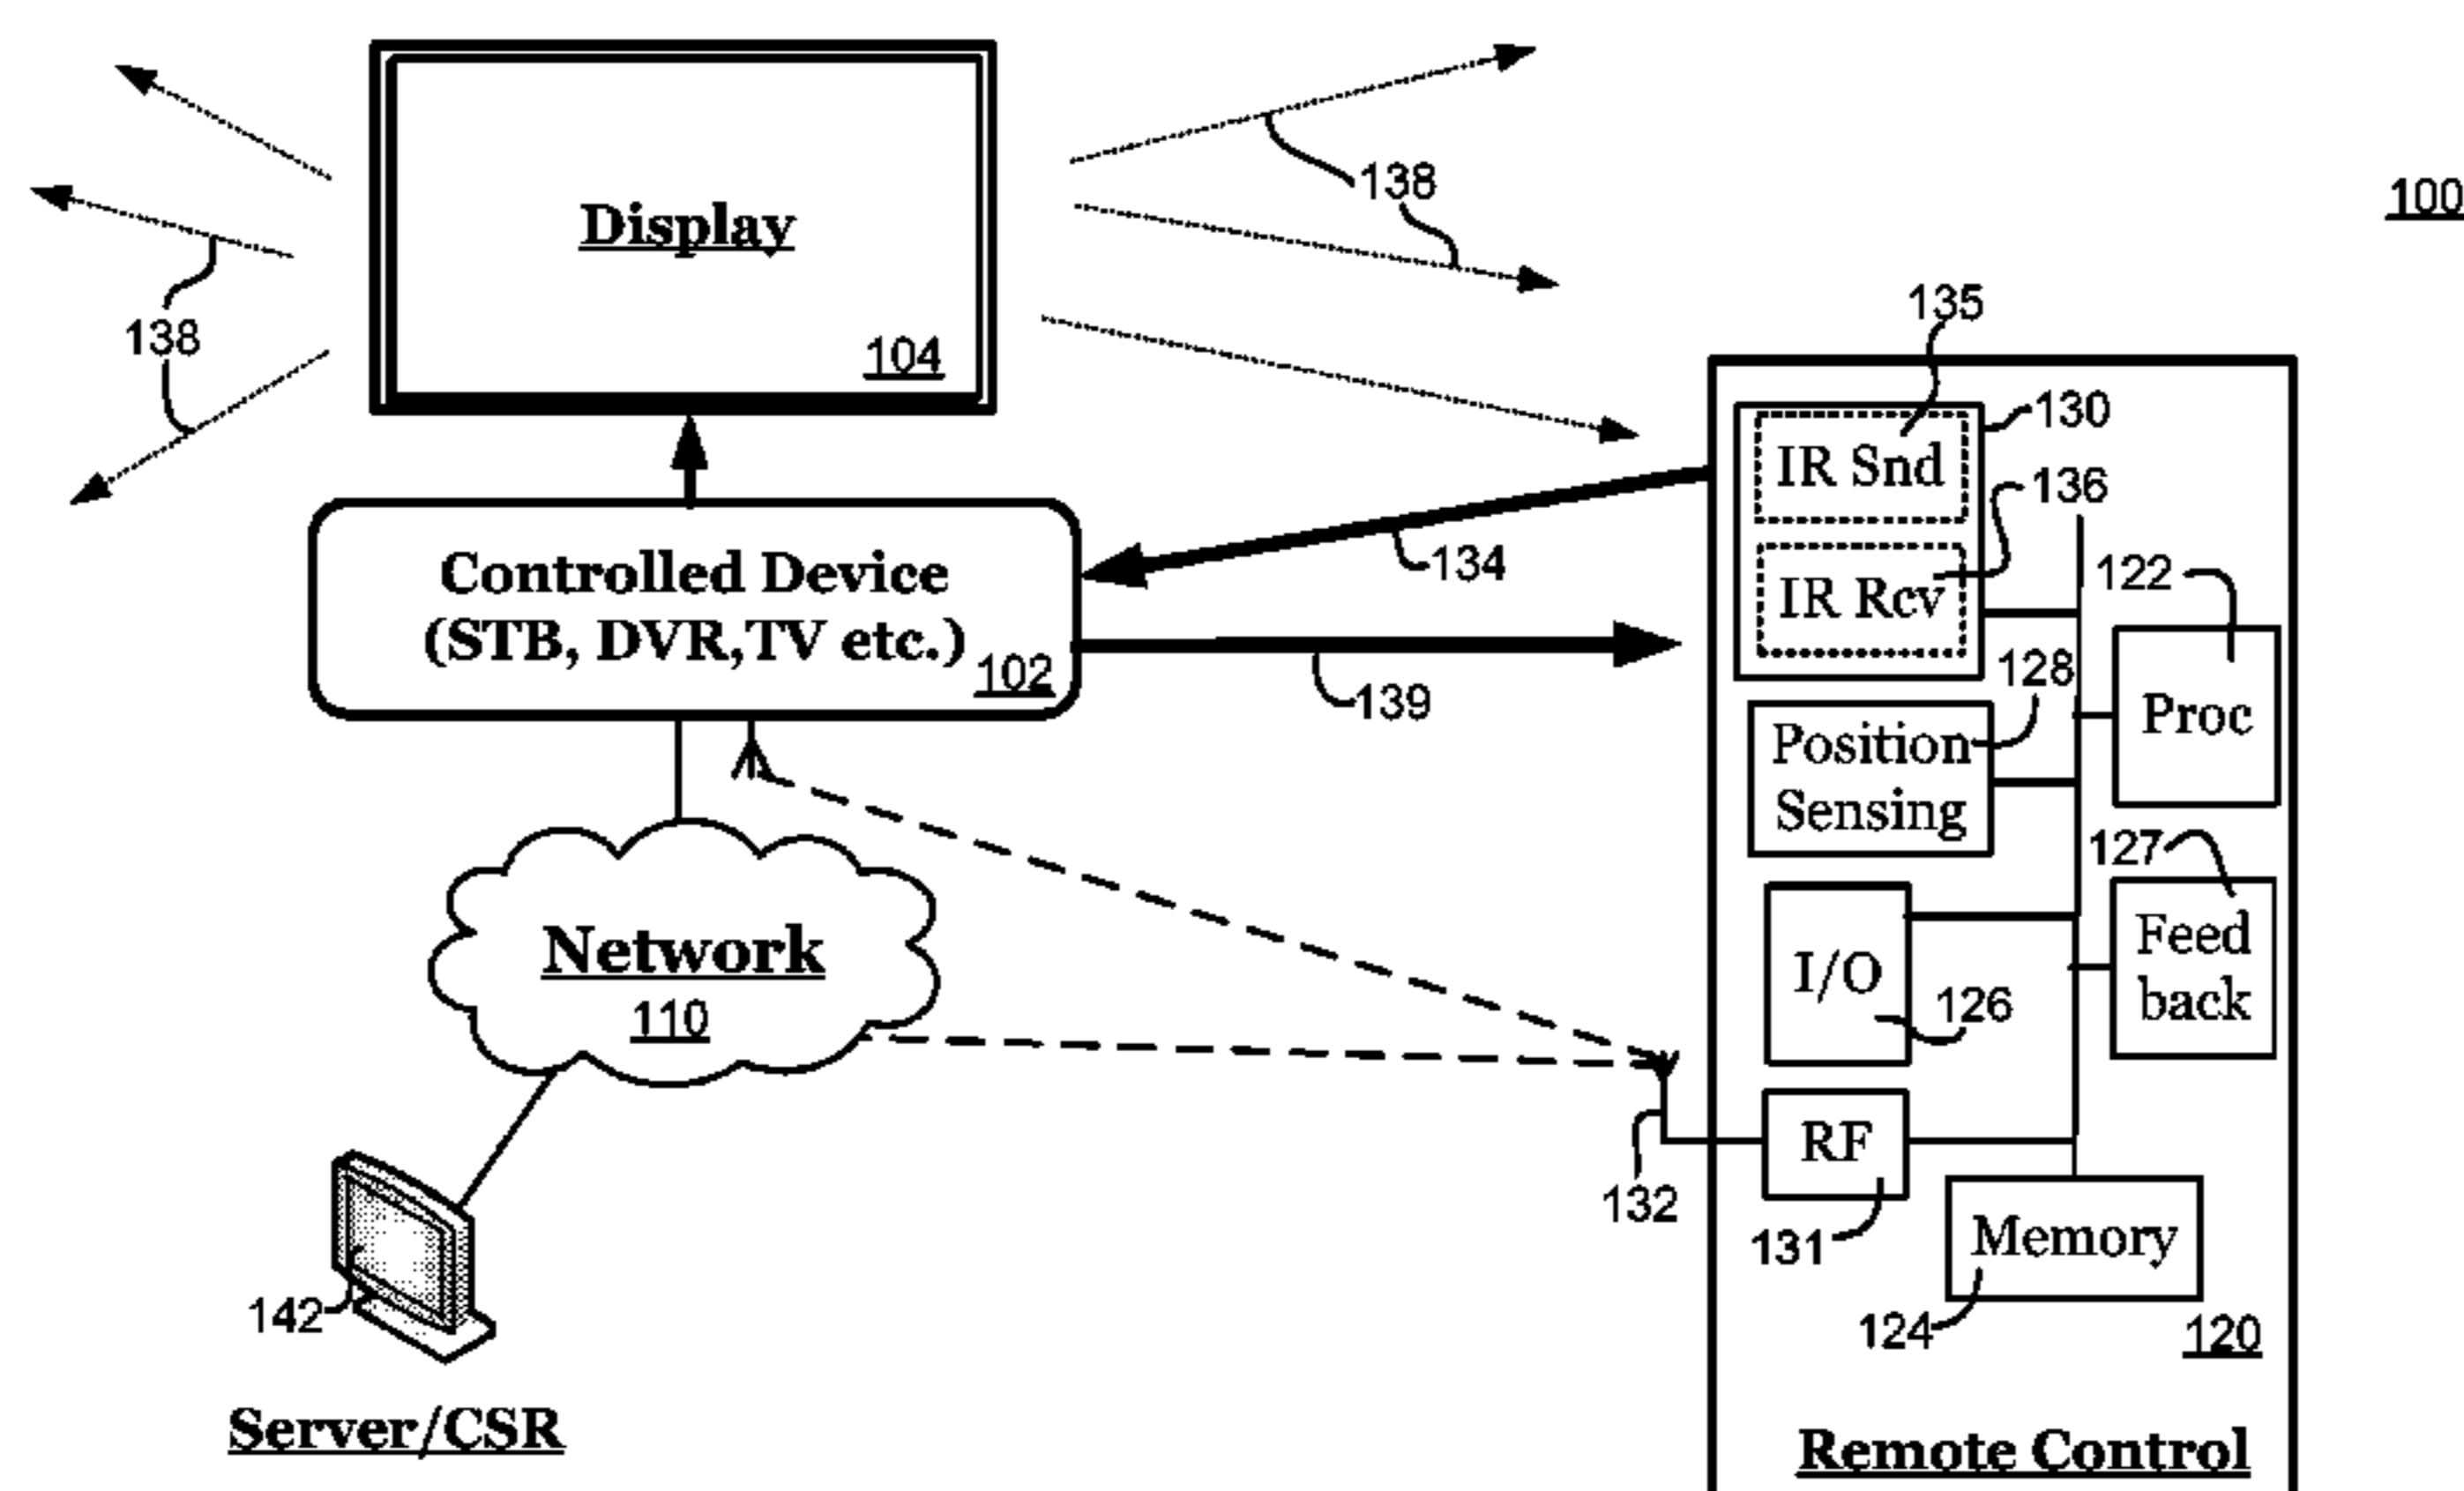 138
100
Display
135
138
104
130
IR Snd
136
Controlled Device
134
122
IR Rcv
(STB, DVR,TV etc.)
102
128
139
Proc
Position
Sensing
127
Network
Feed
I/O
back
126
110
RF
132
131
Memory
142
124
120
Server/CSR
Remote Control